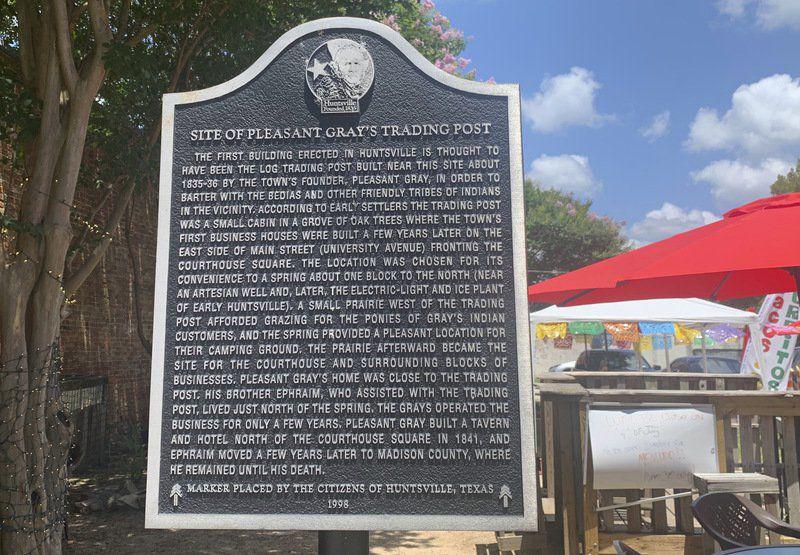 Huntsville
Founded 1835
SITE OF PLEASANT GRAY'S TRADING POST
THE FIRST BUILDING ERECTED IN HUNTSVILLE IS THOUGHT TO
HAVE BEEN THE LOG TRADING POST BUILT NEAR THIS SITE ABOUT
1835-36 BY THE TOWN'S FOUNDER, PLEASANT GRAY, IN ORDER TO
BARTER WITH THE BEDIAS AND OTHER FRIENDLY TRIBES OF INDIANS
IN THE VICINITY. ACCORDING TO EARLY SETTLERS THE TRADING POST
WAS A SMALL CABIN IN A GROVE OF OAK TREES WHERE THE TOWN'S
FIRST BUSINESS HOUSES WERE BUILT A FEW YEARS LATER ON THE
EAST SIDE OF MAIN STREET (UNIVERSITY AVENUE) FRONTING THE
COURTHOUSE SQUARE. THE LOCATION WAS CHOSEN FOR ITS
CONVENIENCE TO A SPRING ABOUT ONE BLOCK TO THE NORTH (NEAR
AN ARTESIAN WELL AND, LATER, THE ELECTRIC-LIGHT AND ICE PLANT
OF EARLY HUNTSVILLE). A SMALL PRAIRIE WEST OF THE TRADING
POST AFFORDED GRAZING FOR THE PONIES OF GRAY'S INDIAN
CUSTOMERS, AND THE SPRING PROVIDED A PLEASANT LOCATION FOR
THEIR CAMPING GROUND. THE PRAIRIE AFTERWARD BECAME THE
SITE FOR THE COURTHOUSE AND SURROUNDING BLOCKS OF
BUSINESSES. PLEASANT GRAY'S HOME WAS CLOSE TO THE TRADING
POST. HIS BROTHER EPHRAIM, WHO ASSISTED WITH THE TRADING
POST, LIVED JUST NORTH OF THE SPRING. THE GRAYS OPERATED THE
BUSINESS FOR ONLY A FEW YEARS. PLEASANT GRAY BUILT A TAVERN
AND HOTEL NORTH OF THE COURTHOUSE SQUARE IN 1841, AND
EPHRAIM MOVED A FEW YEARS LATER TO MADISON COUNTY, WHERE
HE REMAINED UNTIL HIS DEATH.
MARKER PLACED BY THE CITIZENS OF HUNTSVILLE, TEXAS
1998